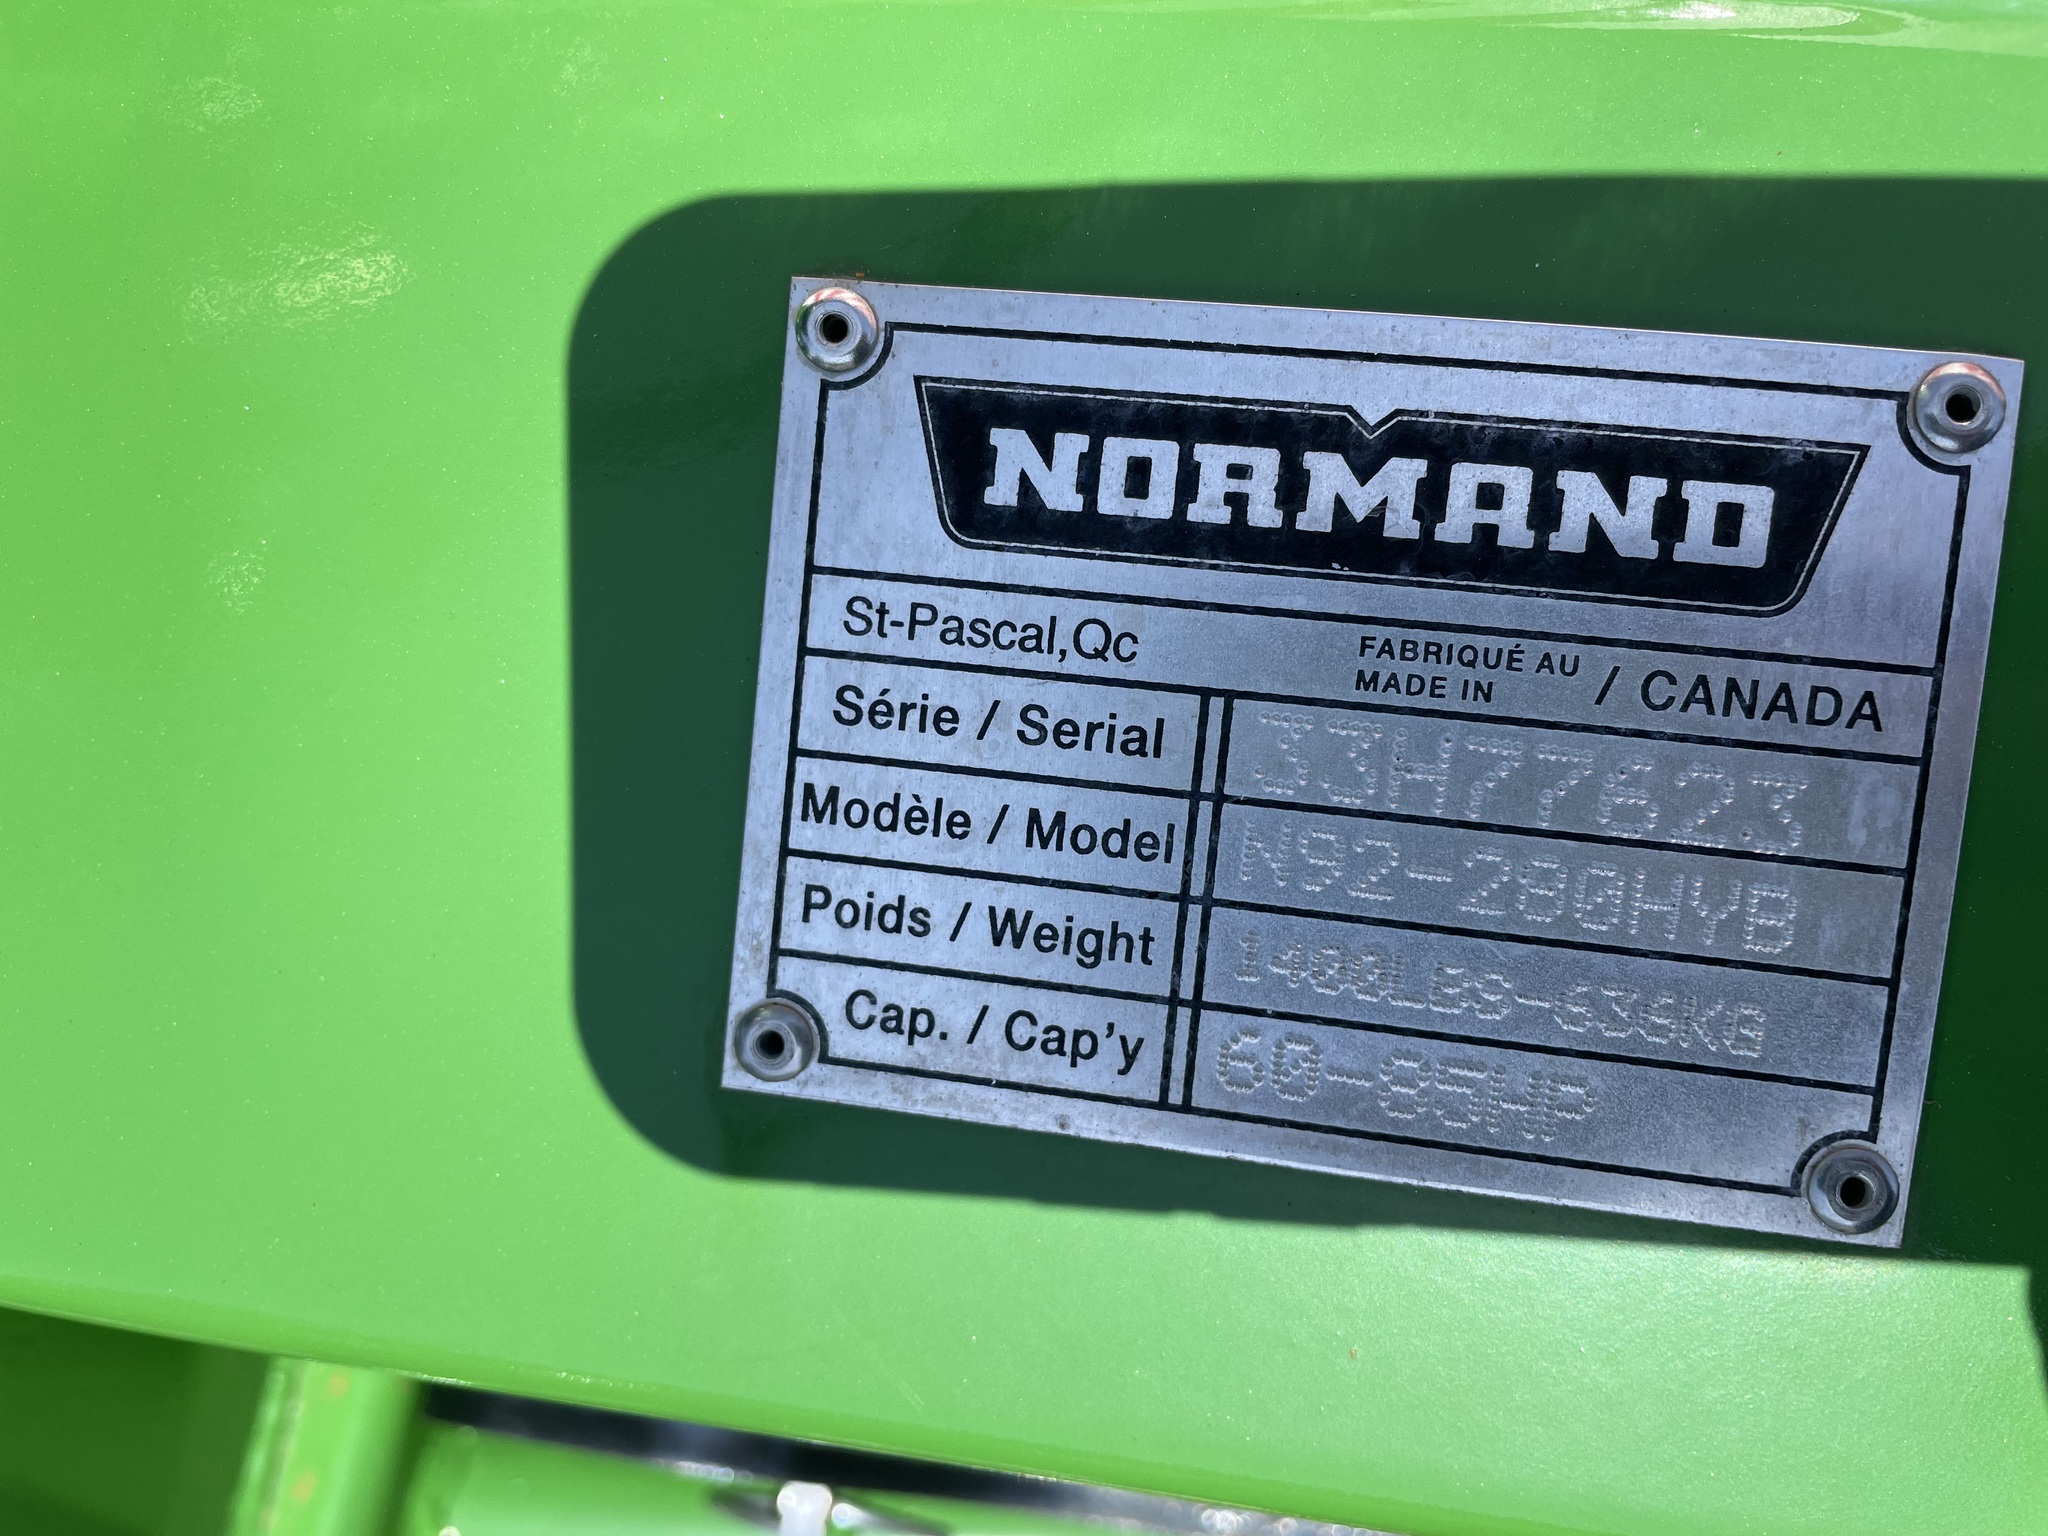 NORMAND
St-Pascal,Qc FABRIQUÉ AU / CANADA
MADE IN
Série / Serial 33H77623
Modèle / Model N92-280HYB
Poids / Weight 1400LBS-636KG
Cap. / Cap'y 60-85HP